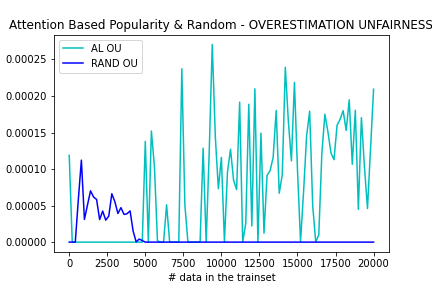 Attention Based Popularity & Random - OVERESTIMATION UNFAIRNESS
AL OU
RAND OU
0.00025
0.00020
0.00015
0.00010
0.00005
0.00000
0 2500 5000 7500 10000 12500 15000 17500 20000
# data in the trainset